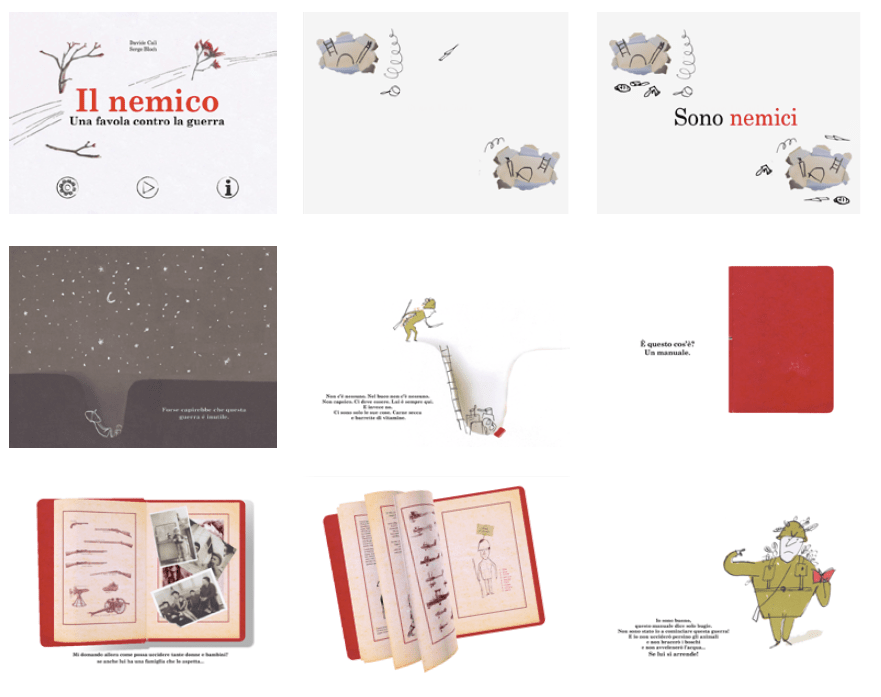 Davide Cali
Serge Bloch
Il nemico
Una favola contro la guerra
Sono nemici
Forse capirebbe che questa
guerra è inutile.
Non c'è nessuno. Nel buco non c'è nessuno.
Non capisco. Ci deve essere. Lui è sempre qui.
E invece no.
Ci sono solo le sue cose. Carne secca
e barrette di vitamine.
È questo cos'è?
Un manuale.
Mi domando allora come possa uccidere tante donne e bambini?
se anche lui ha una famiglia che lo aspetta...
Io sono buono,
questo manuale dice solo bugie.
Non sono stato io a cominciare questa guerra!
E io non ucciderei persino gli animali
e non brucerei i boschi
e non avvelenerei l'acqua...
Se lui si arrende!